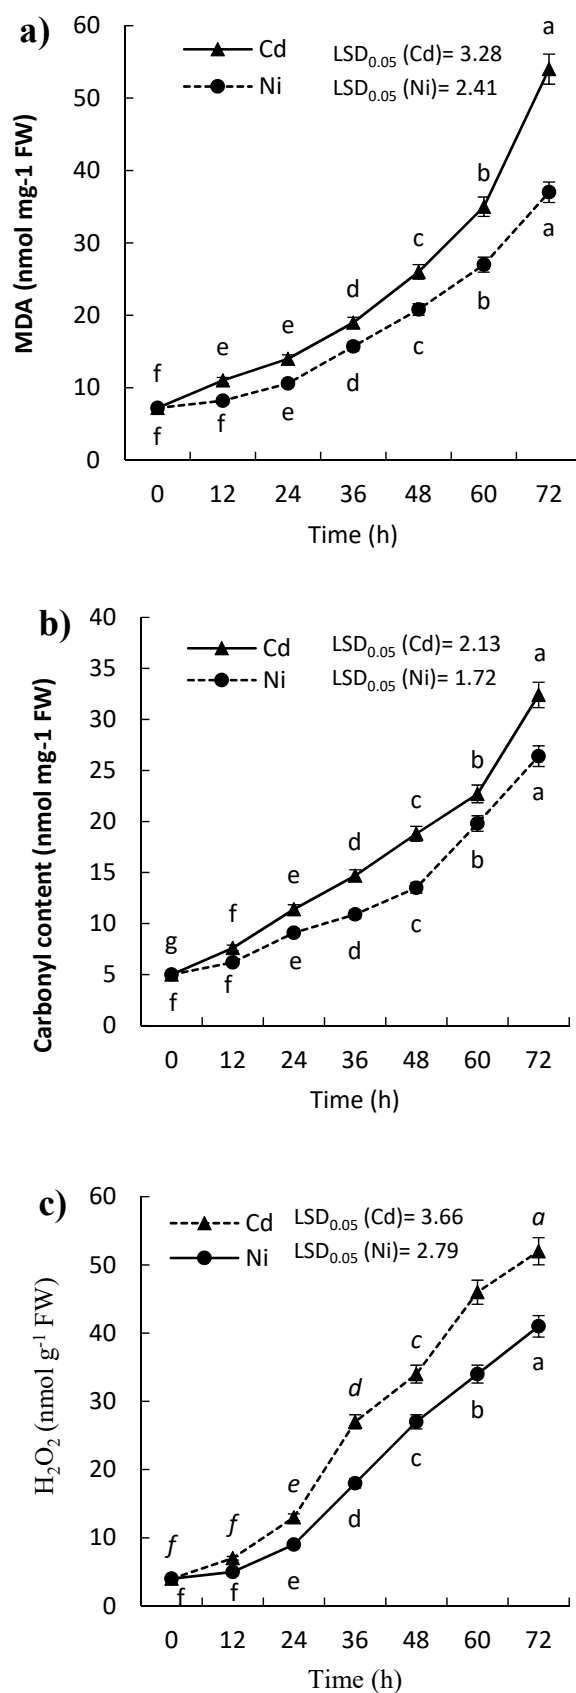 a)
60
50
40
30
20
10
0
MDA (nmol mg-1 FW)
Cd
Ni
LSD0.05 (Cd)= 3.28
LSD0.05 (Ni)= 2.41
a
b
c
d
e
e
f
a
b
c
d
e
f
f
0 12 24 36 48 60 72
Time (h)
b)
40
35
30
25
20
15
10
5
0
Carbonyl content (nmol mg-1 FW)
Cd
Ni
LSD0.05 (Cd)= 2.13
LSD0.05 (Ni)= 1.72
a
b
c
d
e
f
g
a
b
c
d
e
f
f
0 12 24 36 48 60 72
Time (h)
c)
60
50
40
30
20
10
0
H2O2 (nmol g-1 FW)
Cd
Ni
LSD0.05 (Cd)= 3.66
LSD0.05 (Ni)= 2.79
a
c
d
e
f
f
a
b
c
d
e
f
f
0 12 24 36 48 60 72
Time (h)